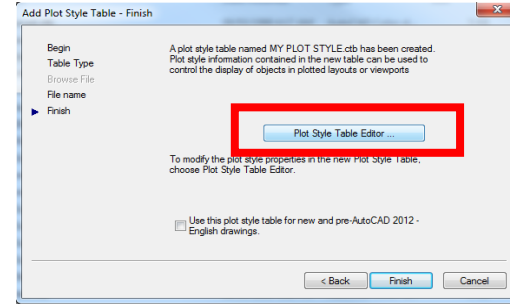 Add Plot Style Table - Finish
Begin
Table Type
Browse File
File name
Finish
A plot style table named MY PLOT STYLE.ctb has been created.
Plot style information contained in the new table can be used to
control the display of objects in plotted layouts or viewports
Plot Style Table Editor ...
To modify the plot style properties in the new Plot Style Table,
choose Plot Style Table Editor.
Use this plot style table for new and pre-AutoCAD 2012 -
English drawings.
< Back
Finish
Cancel